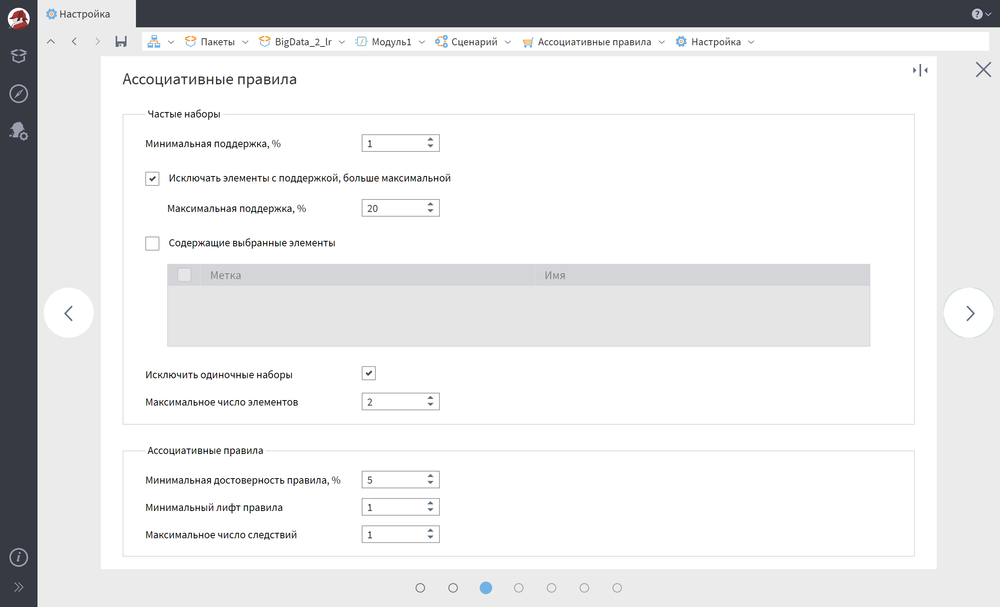 Настройка
Пакеты BigData_2_lr Модуль1 Сценарий Ассоциативные правила Настройка
Ассоциативные правила
Частые наборы
Минимальная поддержка, % 1
Исключать элементы с поддержкой, больше максимальной
Максимальная поддержка, % 20
Содержащие выбранные элементы
Метка Имя
Исключить одиночные наборы
Максимальное число элементов 2
Ассоциативные правила
Минимальная достоверность правила, % 5
Минимальный лифт правила 1
Максимальное число следствий 1